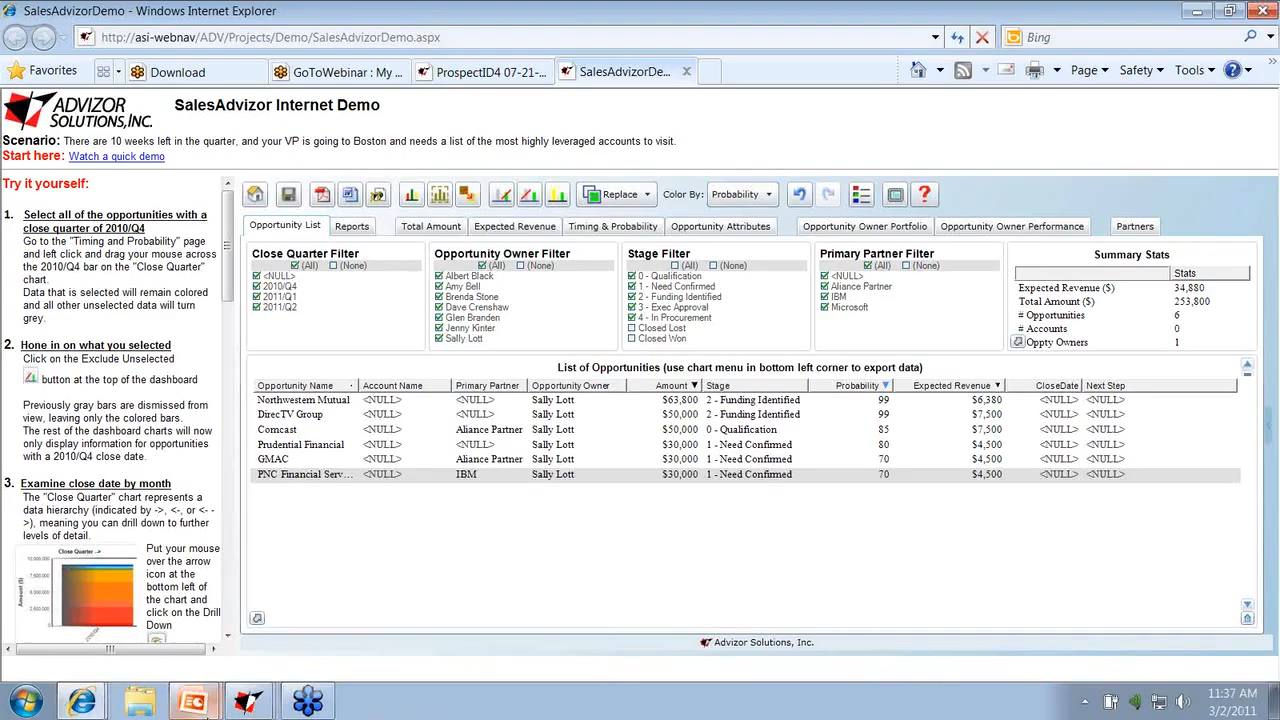 SalesAdvizorDemo - Windows Internet Explorer
http://asi-webnav/ADV/Projects/Demo/SalesAdvizorDemo.aspx
Bing
Favorites
Download
GoToWebinar : My ...
ProspectID4 07-21-...
SalesAdvizorDe...
Page
Safety
Tools
ADVIZOR
SOLUTIONS,INC.
SalesAdvizor Internet Demo
Scenario: There are 10 weeks left in the quarter, and your VP is going to Boston and needs a list of the most highly leveraged accounts to visit.
Start here: Watch a quick demo
Try it yourself:
1. Select all of the opportunities with a
close quarter of 2010/Q4
Go to the "Timing and Probability" page
and left click and drag your mouse across
the 2010/Q4 bar on the "Close Quarter"
chart.
Data that is selected will remain colored
and all other unselected data will turn
grey.
2. Hone in on what you selected
Click on the Exclude Unselected
button at the top of the dashboard
Previously gray bars are dismissed from
view, leaving only the colored bars.
The rest of the dashboard charts will now
only display information for opportunities
with a 2010/Q4 close date.
3. Examine close date by month
The "Close Quarter" chart represents a
data hierarchy (indicated by ->, <-, or <- -
>), meaning you can drill down to further
levels of detail.
Close Quarter ->
Amount ($)
10,000,000
7,500,000
5,000,000
2,500,000
0
2010/Q4
Put your mouse
over the arrow
icon at the
bottom left of
the chart and
click on the Drill
Down
Replace
Color By: Probability
Opportunity List
Reports
Total Amount
Expected Revenue
Timing & Probability
Opportunity Attributes
Opportunity Owner Portfolio
Opportunity Owner Performance
Partners
Close Quarter Filter
(All) (None)
<NULL>
2010/Q4
2011/Q1
2011/Q2
Opportunity Owner Filter
(All) (None)
Albert Black
Amy Bell
Brenda Stone
Dave Crenshaw
Glen Branden
Jenny Kinter
Sally Lott
Stage Filter
(All) (None)
0 - Qualification
1 - Need Confirmed
2 - Funding Identified
3 - Exec Approval
4 - In Procurement
Closed Lost
Closed Won
Primary Partner Filter
(All) (None)
<NULL>
Aliance Partner
IBM
Microsoft
Summary Stats
Stats
Expected Revenue ($) 34,880
Total Amount ($) 253,800
# Opportunities 6
# Accounts 0
Oppty Owners 1
List of Opportunities (use chart menu in bottom left corner to export data)
Opportunity Name Account Name Primary Partner Opportunity Owner Amount Stage Probability Expected Revenue CloseDate Next Step
Northwestern Mutual <NULL> <NULL> Sally Lott $63,800 2 - Funding Identified 99 $6,380 <NULL> <NULL>
DirecTV Group <NULL> <NULL> Sally Lott $50,000 2 - Funding Identified 99 $7,500 <NULL> <NULL>
Comcast <NULL> Aliance Partner Sally Lott $50,000 0 - Qualification 85 $7,500 <NULL> <NULL>
Prudential Financial <NULL> <NULL> Sally Lott $30,000 1 - Need Confirmed 80 $4,500 <NULL> <NULL>
GMAC <NULL> Aliance Partner Sally Lott $30,000 1 - Need Confirmed 70 $4,500 <NULL> <NULL>
PNC Financial Serv... <NULL> IBM Sally Lott $30,000 1 - Need Confirmed 70 $4,500 <NULL> <NULL>
Advizor Solutions, Inc.
11:37 AM
3/2/2011